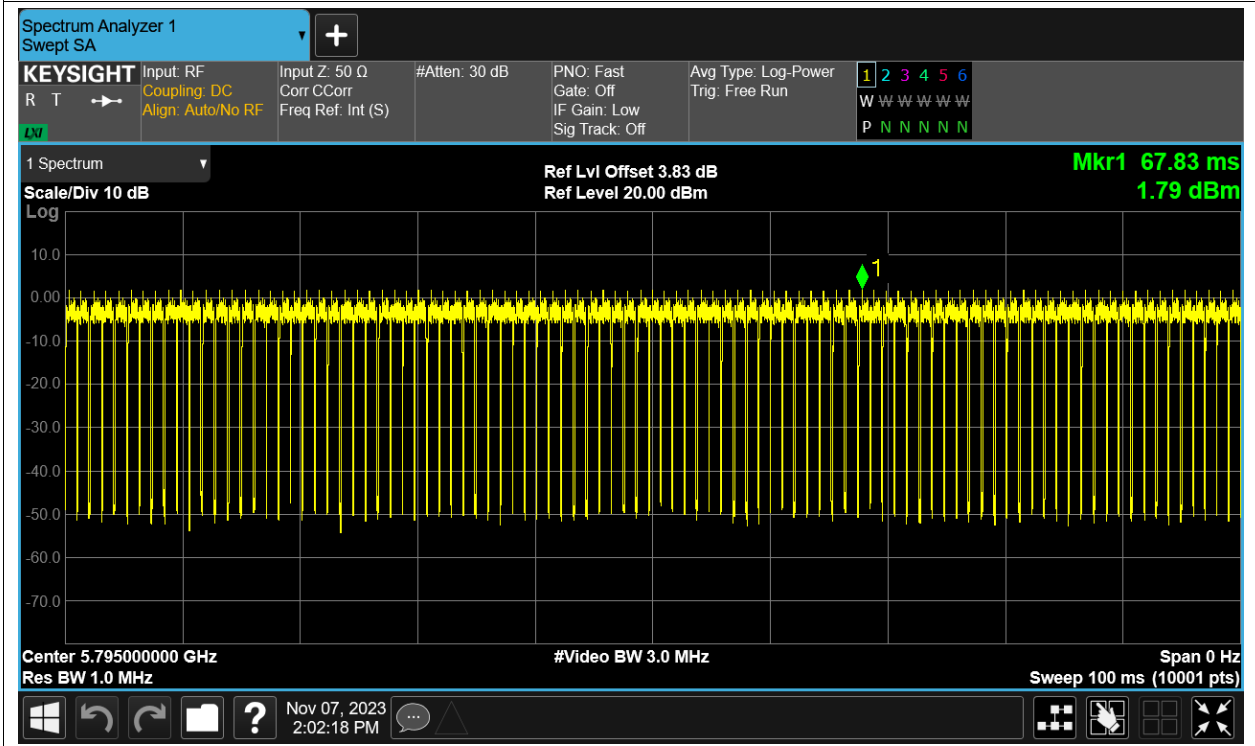 Spectrum Analyzer 1
Swept SA
+
KEYSIGHT
R T
LXI
Input: RF
Coupling: DC
Align: Auto/No RF
Input Z: 50 Ω
Corr CCorr
Freq Ref: Int (S)
#Atten: 30 dB
PNO: Fast
Gate: Off
IF Gain: Low
Sig Track: Off
Avg Type: Log-Power
Trig: Free Run
1 2 3 4 5 6
W W W W W W
P N N N N N
1 Spectrum
Scale/Div 10 dB
Log
Ref Lvl Offset 3.83 dB
Ref Level 20.00 dBm
Mkr1 67.83 ms
1.79 dBm
1
10.0
0.00
-10.0
-20.0
-30.0
-40.0
-50.0
-60.0
-70.0
Center 5.795000000 GHz
Res BW 1.0 MHz
#Video BW 3.0 MHz
Span 0 Hz
Sweep 100 ms (10001 pts)
?
Nov 07, 2023
2:02:18 PM